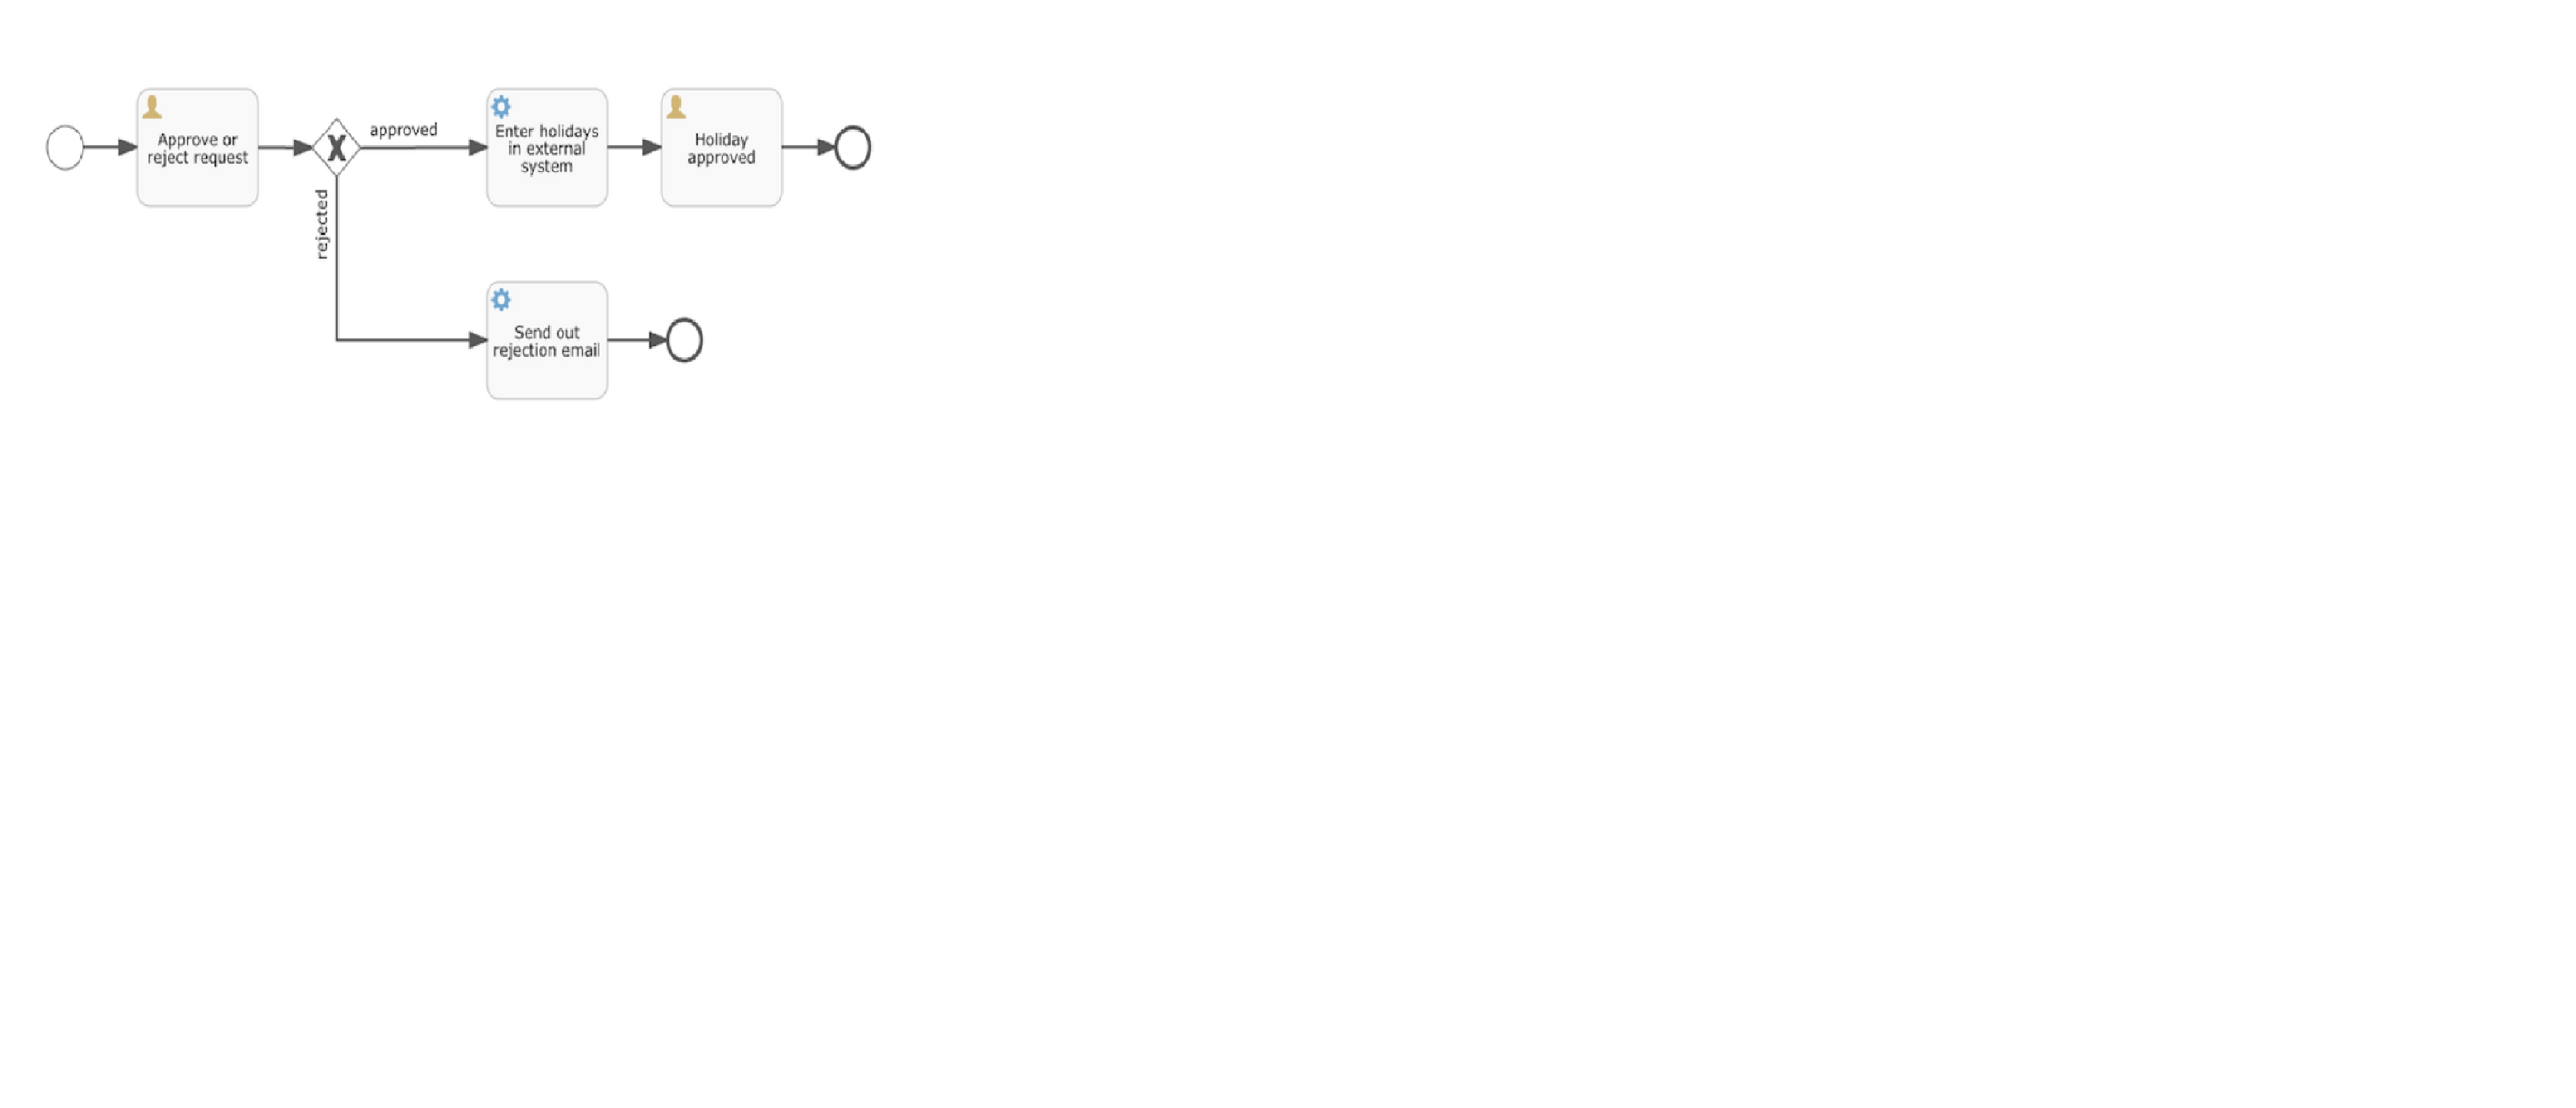 Approve or
reject request
approved
Enter holidays
in external
system
Holiday
approved
rejected
Send out
rejection email